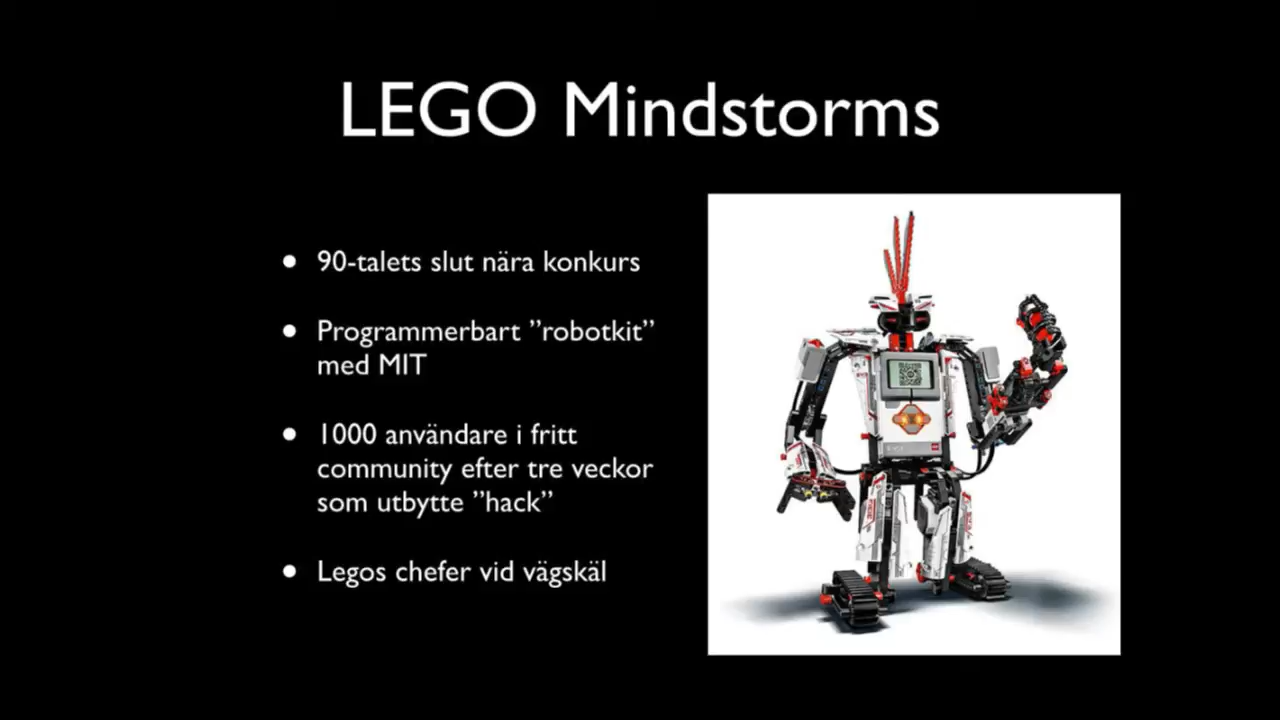 LEGO Mindstorms
• 90-talets slut nära konkurs
• Programmerbart ”robotkit”
med MIT
• 1000 användare i fritt
community efter tre veckor
som utbytte ”hack”
• Legos chefer vid vägskäl